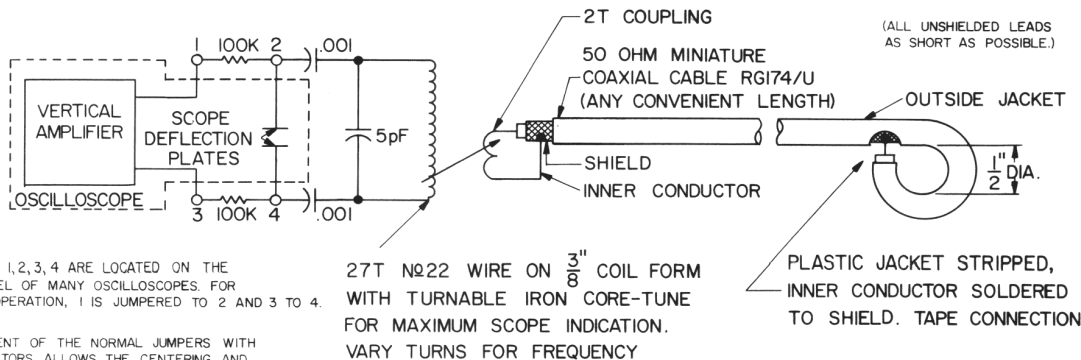 2T COUPLING
(ALL UNSHIELDED LEADS
AS SHORT AS POSSIBLE.)
1 100K 2 .001
50 OHM MINIATURE
COAXIAL CABLE RG174/U
(ANY CONVENIENT LENGTH)
OUTSIDE JACKET
VERTICAL
AMPLIFIER
SCOPE
DEFLECTION
PLATES
5pF
SHIELD
INNER CONDUCTOR
1/2" DIA.
OSCILLOSCOPE
3 100K 4 .001
1,2,3,4 ARE LOCATED ON THE
OF MANY OSCILLOSCOPES. FOR
1 IS JUMPERED TO 2 AND 3 TO 4.
OF THE NORMAL JUMPERS WITH
ALLOWS THE CENTERING AND
27T No22 WIRE ON 3/8" COIL FORM
WITH TURNABLE IRON CORE-TUNE
FOR MAXIMUM SCOPE INDICATION.
VARY TURNS FOR FREQUENCY
PLASTIC JACKET STRIPPED,
INNER CONDUCTOR SOLDERED
TO SHIELD. TAPE CONNECTION